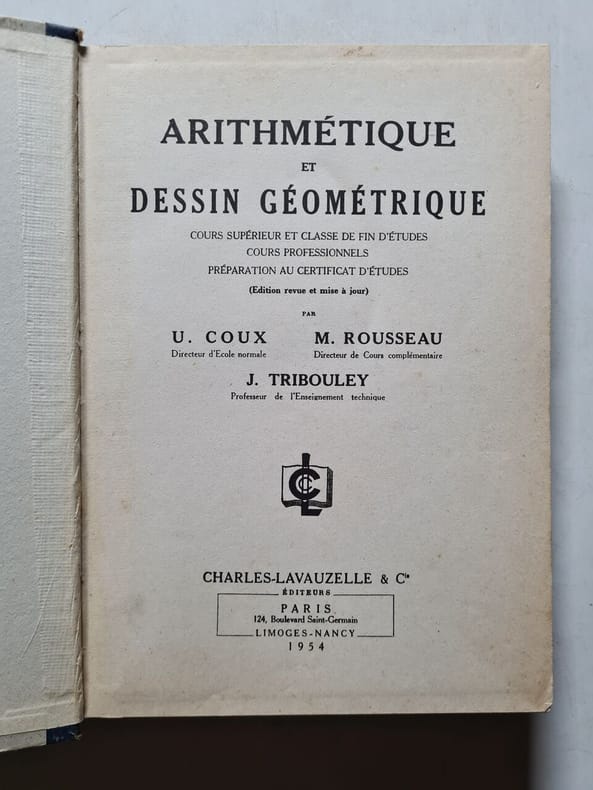 ARITHMÉTIQUE
ET
DESSIN GÉOMÉTRIQUE
COURS SUPÉRIEUR ET CLASSE DE FIN D'ÉTUDES
COURS PROFESSIONNELS
PRÉPARATION AU CERTIFICAT D'ÉTUDES
(Edition revue et mise à jour)
PAR
U. COUX M. ROUSSEAU
Directeur d'Ecole normale Directeur de Cours complémentaire
J. TRIBOULEY
Professeur de l'Enseignement technique
CHARLES-LAVAUZELLE & Cie
ÉDITEURS
PARIS
124, Boulevard Saint-Germain
LIMOGES-NANCY
1954